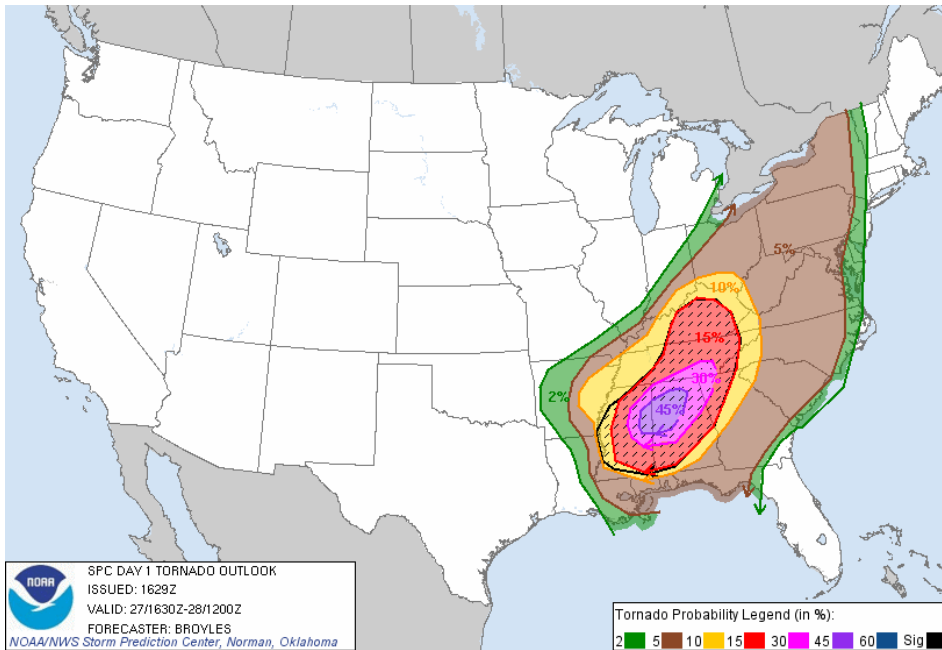 5%
10%
15%
2%
30%
45%
NOAA
SPC DAY 1 TORNADO OUTLOOK
ISSUED: 1629Z
VALID: 27/1630Z-28/1200Z
FORECASTER: BROYLES
NOAA/NWS Storm Prediction Center, Norman, Oklahoma
Tornado Probability Legend (in %):
2 5 10 15 30 45 60 Sig